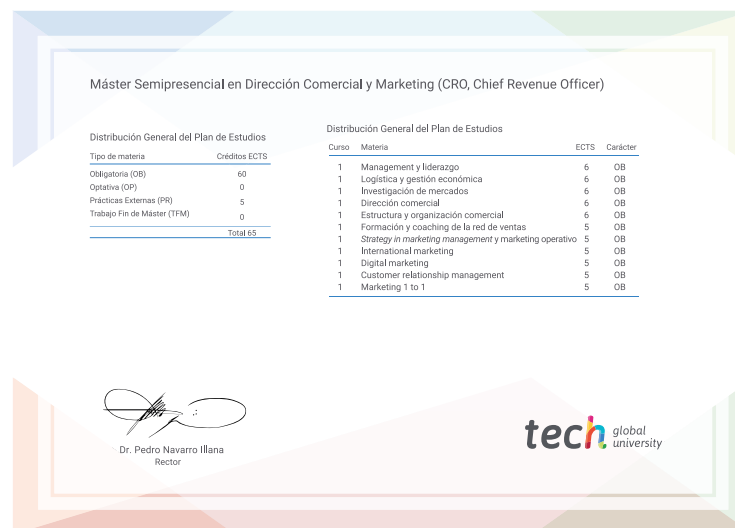 Máster Semipresencial en Dirección Comercial y Marketing (CRO, Chief Revenue Officer)
Distribución General del Plan de Estudios
Tipo de materia Créditos ECTS
Obligatoria (OB) 60
Optativa (OP) 0
Prácticas Externas (PR) 5
Trabajo Fin de Máster (TFM) 0
Total 65
Distribución General del Plan de Estudios
Curso Materia ECTS Carácter
1 Management y liderazgo 6 OB
1 Logística y gestión económica 6 OB
1 Investigación de mercados 6 OB
1 Dirección comercial 6 OB
1 Estructura y organización comercial 6 OB
1 Formación y coaching de la red de ventas 5 OB
1 Strategy in marketing management y marketing operativo 5 OB
1 International marketing 5 OB
1 Digital marketing 5 OB
1 Customer relationship management 5 OB
1 Marketing 1 to 1 5 OB
Dr. Pedro Navarro Illana
Rector
tech global
university